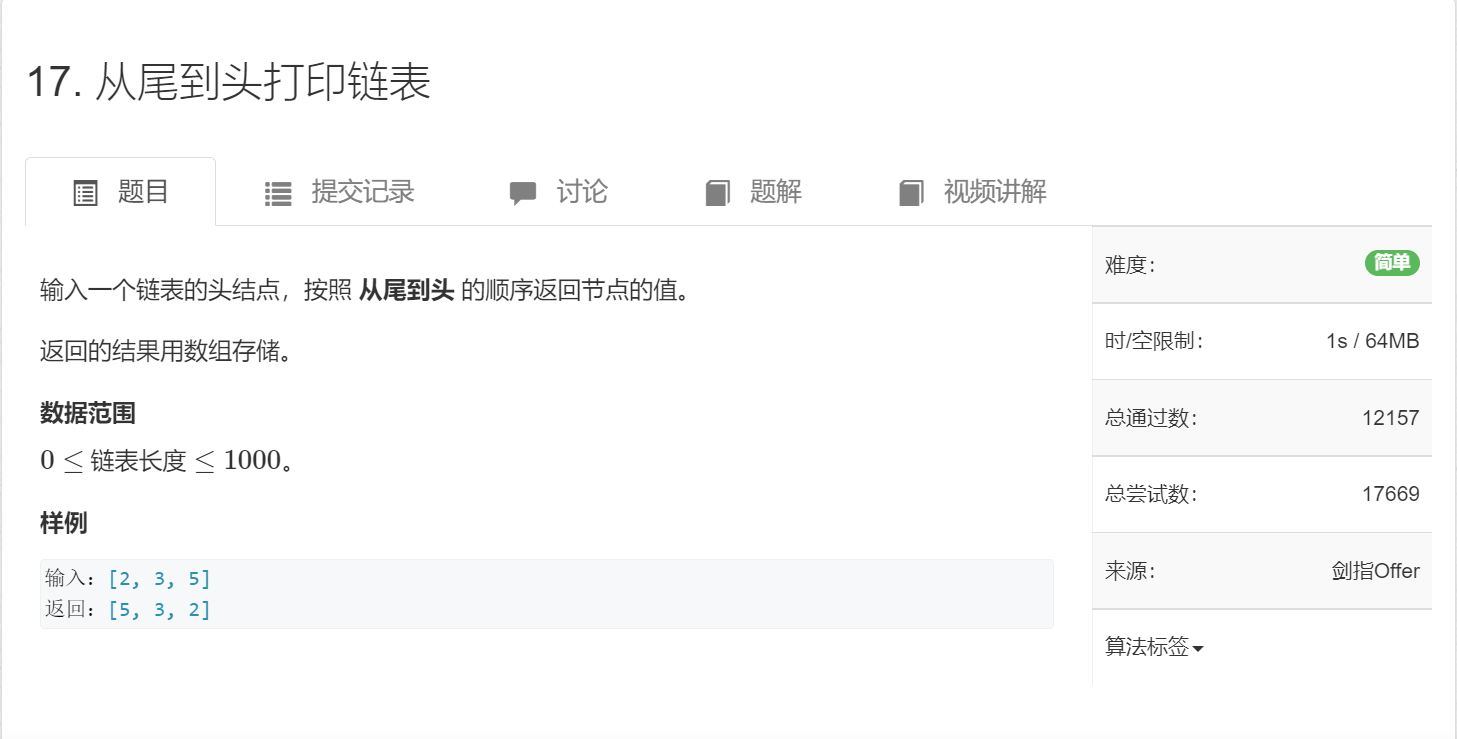 17. 从尾到头打印链表
题目 提交记录 讨论 题解 视频讲解
输入一个链表的头结点，按照 从尾到头 的顺序返回节点的值。
返回的结果用数组存储。
数据范围
0 ≤ 链表长度 ≤ 1000。
样例
输入：[2, 3, 5]
返回：[5, 3, 2]
难度： 简单
时/空限制： 1s / 64MB
总通过数： 12157
总尝试数： 17669
来源： 剑指Offer
算法标签